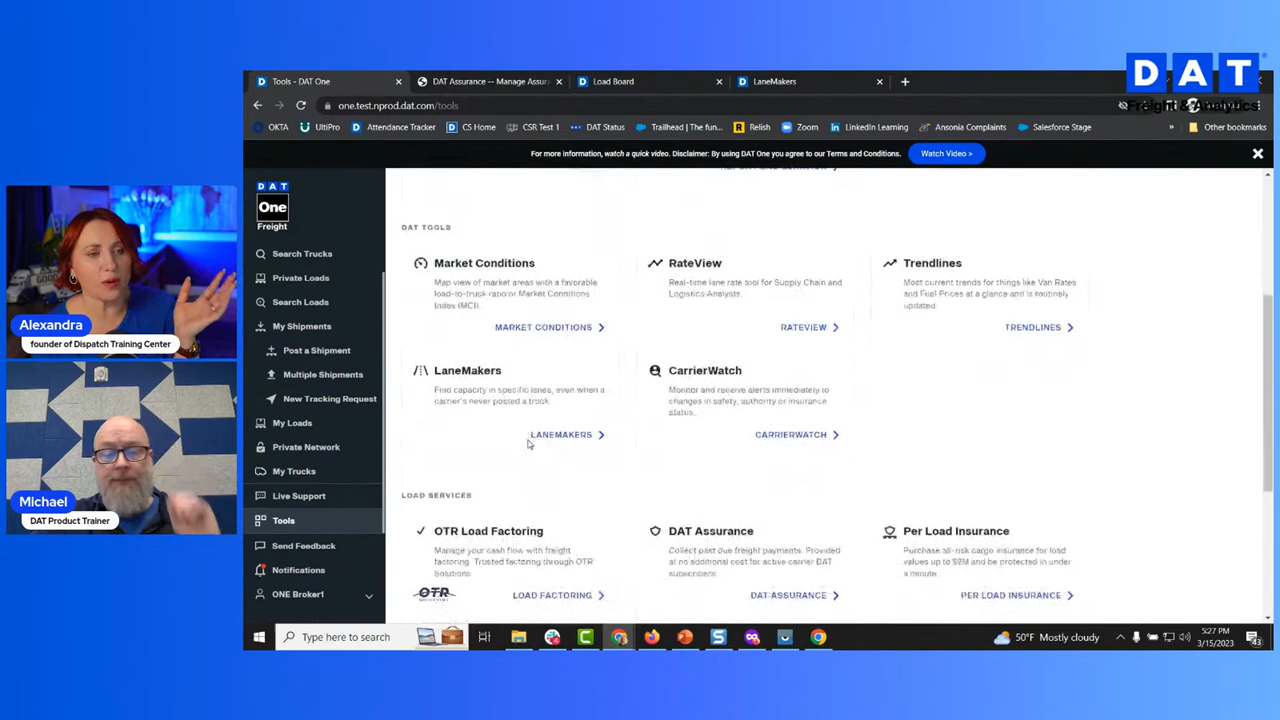 DAT
Freight & Analytics
Tools - DAT One
DAT Assurance -- Manage Assuran
Load Board
LaneMakers
one.test.nprod.dat.com/tools
OKTA
UltiPro
Attendance Tracker
CS Home
CSR Test 1
DAT Status
Trailhead | The fun...
Relish
Zoom
LinkedIn Learning
Ansonia Complaints
Salesforce Stage
»
Other bookmarks
For more information, watch a quick video. Disclaimer: By using DAT One you agree to our Terms and Conditions.
Watch Video >
DAT
One
Freight
Search Trucks
Private Loads
Search Loads
My Shipments
Post a Shipment
Multiple Shipments
New Tracking Request
My Loads
Private Network
My Trucks
Live Support
Tools
Send Feedback
Notifications
ONE Broker1
DAT TOOLS
Market Conditions
Map view of market areas with a favorable
load-to-truck ratio or Market Conditions
Index (MCI).
MARKET CONDITIONS
RateView
Real-time lane rate tool for Supply Chain and
Logistics Analysts.
RATEVIEW
Trendlines
Most current trends for things like Van Rates
and Fuel Prices at a glance and is routinely
updated.
TRENDLINES
LaneMakers
Find capacity in specific lanes, even when a
carrier's never posted a truck.
LANEMAKERS
CarrierWatch
Monitor and receive alerts immediately to
changes in safety, authority or insurance
status.
CARRIERWATCH
LOAD SERVICES
OTR Load Factoring
Manage your cash flow with freight
factoring. Trusted factoring through OTR
Solutions.
OTR
LOAD FACTORING
DAT Assurance
Collect past due freight payments. Provided
at no additional cost for active carrier DAT
subscribers.
DAT ASSURANCE
Per Load Insurance
Purchase all-risk cargo insurance for load
values up to $2M and be protected in under
a minute.
PER LOAD INSURANCE
Alexandra
founder of Dispatch Training Center
Michael
DAT Product Trainer
Type here to search
50°F Mostly cloudy
5:27 PM
3/15/2023
43